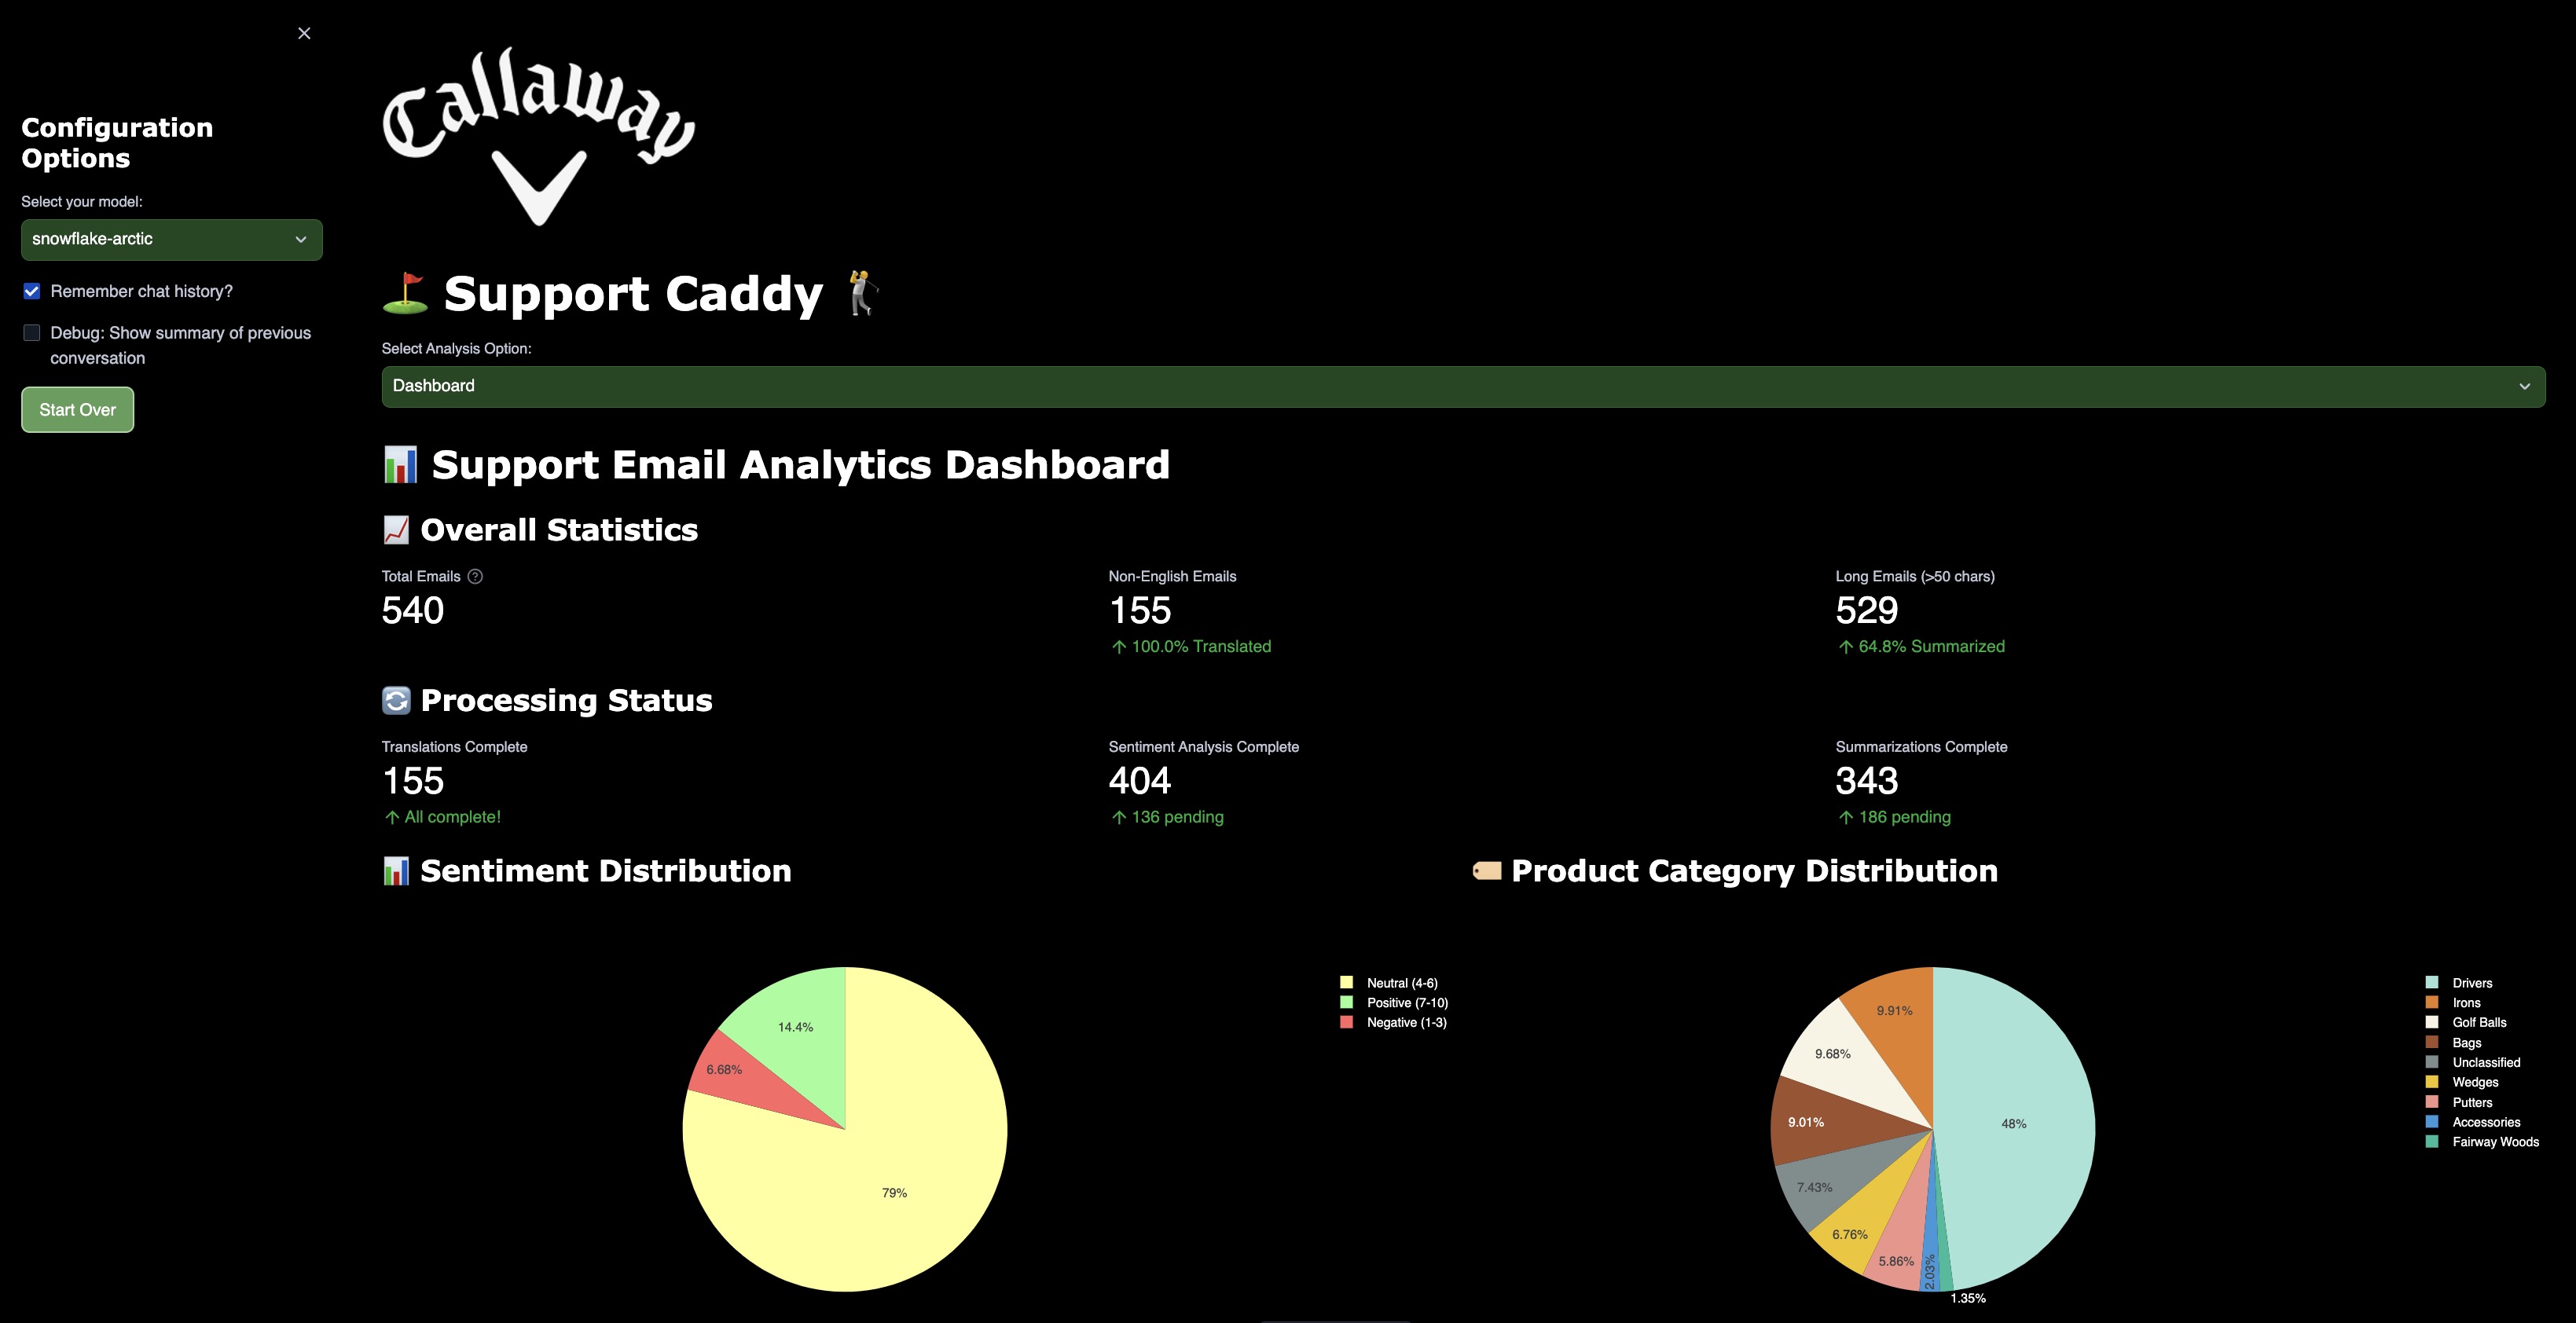 Callaway
Configuration
Options
Select your model:
snowflake-arctic
Remember chat history?
Debug: Show summary of previous
conversation
Start Over
Support Caddy
Select Analysis Option:
Dashboard
Support Email Analytics Dashboard
Overall Statistics
Total Emails
540
Non-English Emails
155
↑ 100.0% Translated
Long Emails (>50 chars)
529
↑ 64.8% Summarized
Processing Status
Translations Complete
155
↑ All complete!
Sentiment Analysis Complete
404
↑ 136 pending
Summarizations Complete
343
↑ 186 pending
Sentiment Distribution
14.4%
6.68%
79%
Neutral (4-6)
Positive (7-10)
Negative (1-3)
Product Category Distribution
9.91%
9.68%
9.01%
48%
7.43%
6.76%
5.86%
2.03%
1.35%
Drivers
Irons
Golf Balls
Bags
Unclassified
Wedges
Putters
Accessories
Fairway Woods